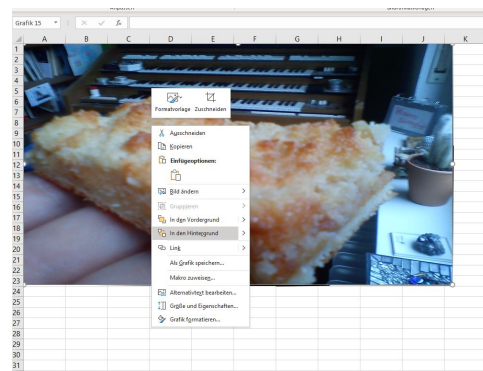 Grafik 15
fx
A B C D E F G H I J K
1
2
3
4
5
6
7
8
9
10
11
12
13
14
15
16
17
18
19
20
21
22
23
24
25
26
27
28
29
30
31
Formatvorlage Zuschneiden
Ausschneiden
Kopieren
Einfügeoptionen:
Bild ändern
Gruppieren
In den Vordergrund
In den Hintergrund
Link
Als Grafik speichern...
Makro zuweisen...
Alternativtext bearbeiten...
Größe und Eigenschaften...
Grafik formatieren...